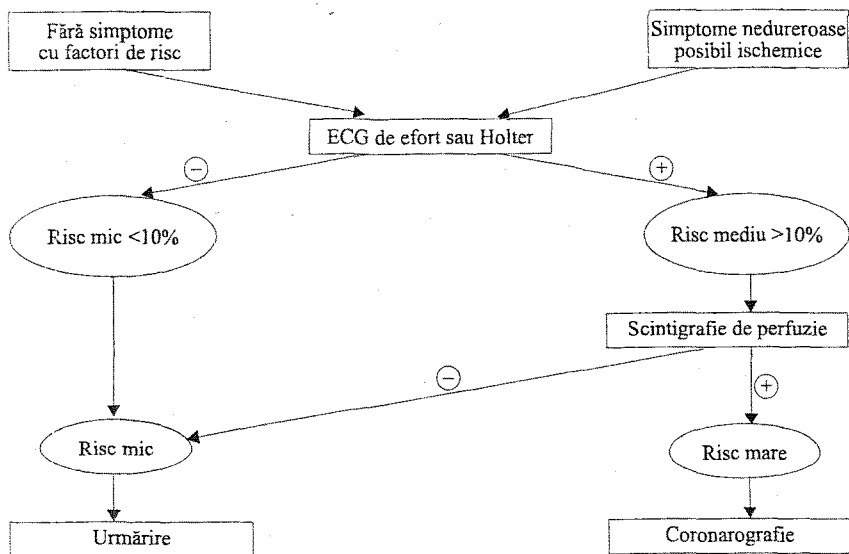 Fără simptome
cu factori de risc
Simptome nedureroase
posibil ischemice
ECG de efort sau Holter
−
+
Risc mic <10%
Risc mediu >10%
Scintigrafie de perfuzie
−
+
Risc mic
Risc mare
Urmărire
Coronarografie